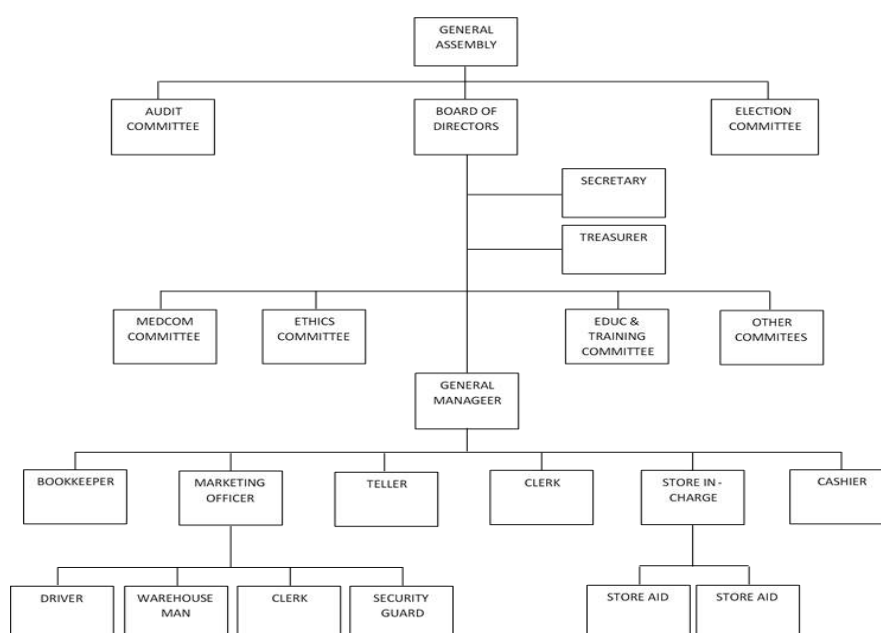 GENERAL
ASSEMBLY
AUDIT
COMMITTEE
BOARD OF
DIRECTORS
ELECTION
COMMITTEE
SECRETARY
TREASURER
MEDCOM
COMMITTEE
ETHICS
COMMITTEE
EDUC &
TRAINING
COMMITTEE
OTHER
COMMITEES
GENERAL
MANAGEER
BOOKKEEPER
MARKETING
OFFICER
TELLER
CLERK
STORE IN -
CHARGE
CASHIER
DRIVER
WAREHOUSE
MAN
CLERK
SECURITY
GUARD
STORE AID
STORE AID